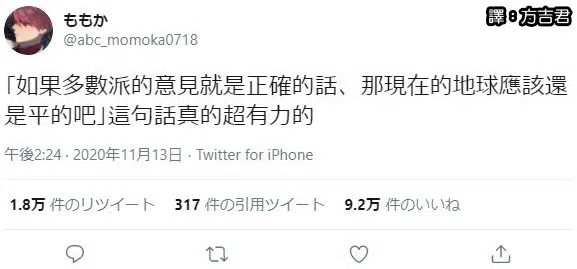 譯:方吉君
ももか
@abc_momoka0718
「如果多數派的意見就是正確的話、那現在的地球應該還
是平的吧」這句話真的超有力的
午後2:24 · 2020年11月13日 · Twitter for iPhone
1.8万 件のリツイート 317 件の引用ツイート 9.2万 件のいいね